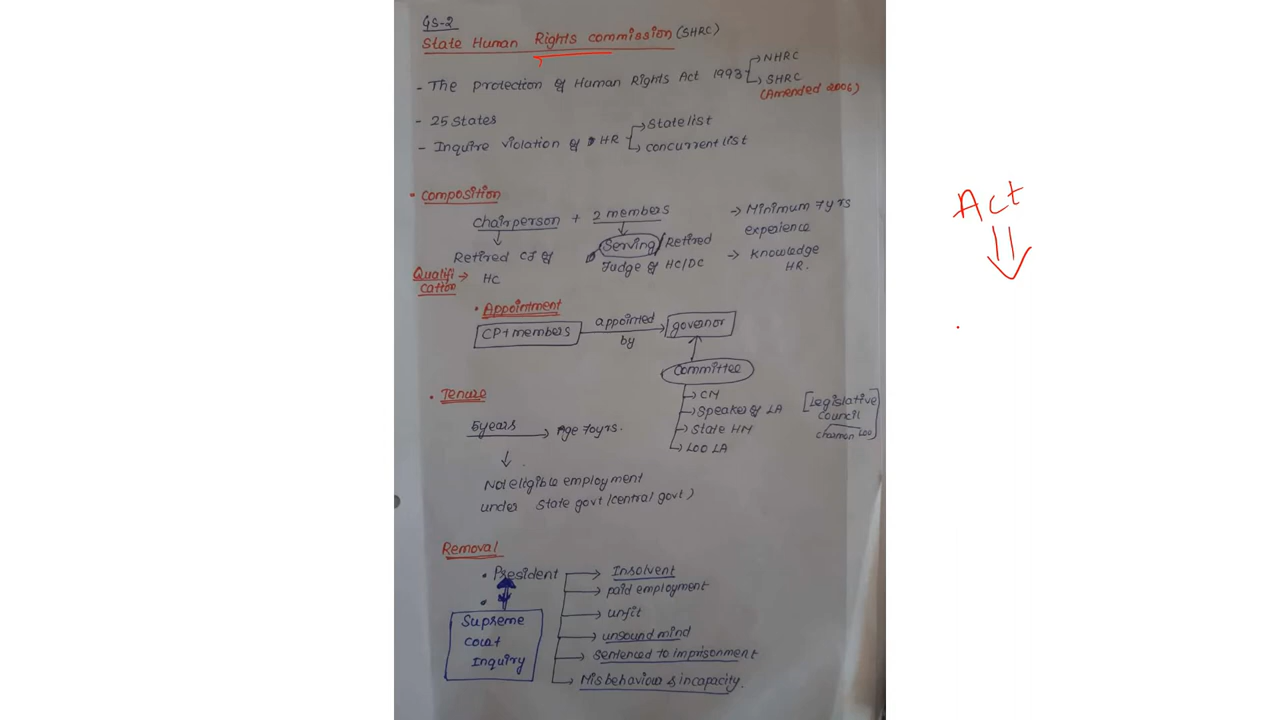 GS-2
State Human Rights commission (SHRC)
- The protection of Human Rights Act 1993 → NHRC
→ SHRC
(Amended 2006)
- 25 States
- Inquire violation of HR → State list
→ concurrent list
• Composition
chairperson + 2 members
→ Minimum 7 yrs experience
Retired CJ of HC
Serving / Retired
Judge of HC/DC
→ Knowledge HR.
Qualification →
• Appointment
CP+members appointed by → governor
Committee
→ CM
→ Speaker of LA
→ State HM
→ LOO LA
[Legislative
council
chairman LOO]
• Tenure
5years → Age 70yrs.
Not eligible employment
under State govt (central govt)
Removal
• President
Supreme
Court
Inquiry
→ Insolvent
→ paid employment
→ unfit
→ unsound mind
→ sentenced to imprisonment
→ Misbehaviour & incapacity.
Act